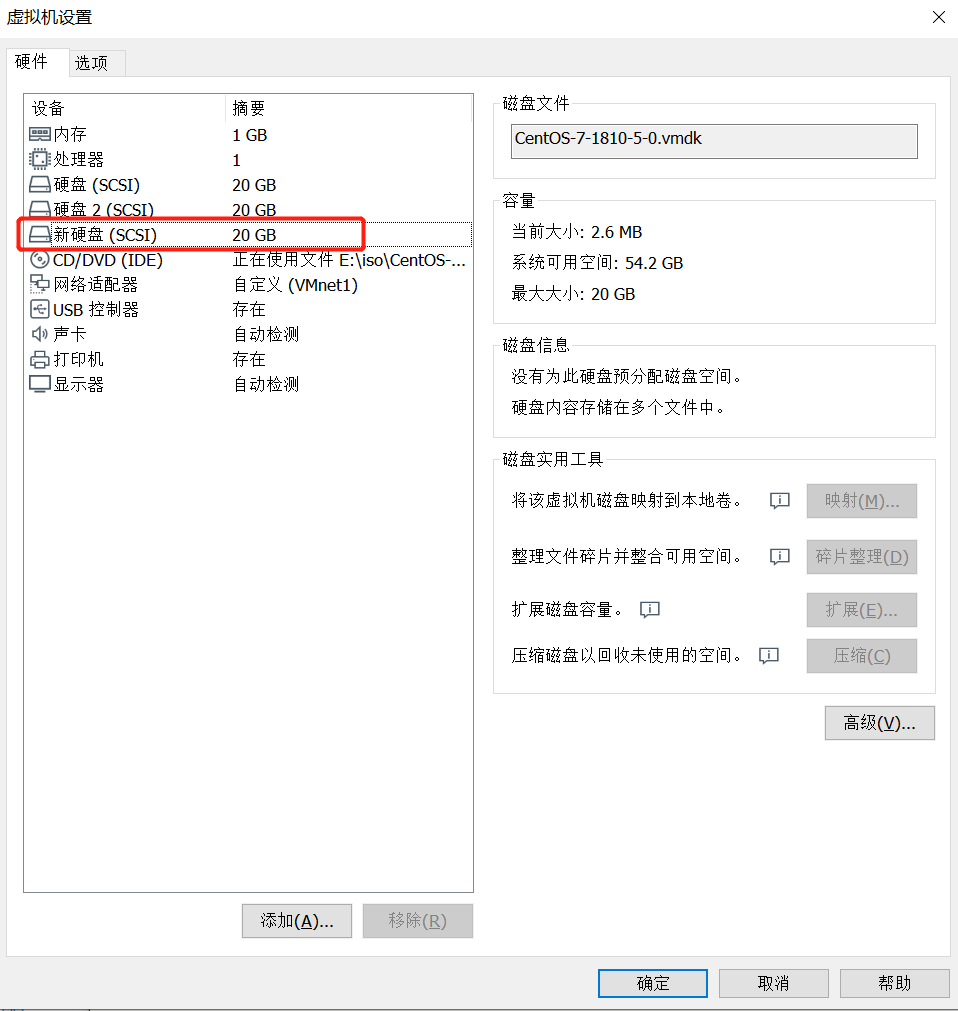 虚拟机设置
硬件 选项
设备 摘要
内存 1 GB
处理器 1
硬盘 (SCSI) 20 GB
硬盘 2 (SCSI) 20 GB
新硬盘 (SCSI) 20 GB
CD/DVD (IDE) 正在使用文件 E:\iso\CentOS-...
网络适配器 自定义 (VMnet1)
USB 控制器 存在
声卡 自动检测
打印机 存在
显示器 自动检测
添加(A)... 移除(R)
磁盘文件
CentOS-7-1810-5-0.vmdk
容量
当前大小: 2.6 MB
系统可用空间: 54.2 GB
最大大小: 20 GB
磁盘信息
没有为此硬盘预分配磁盘空间。
硬盘内容存储在多个文件中。
磁盘实用工具
将该虚拟机磁盘映射到本地卷。 映射(M)...
整理文件碎片并整合可用空间。 碎片整理(D)
扩展磁盘容量。 扩展(E)...
压缩磁盘以回收未使用的空间。 压缩(C)
高级(V)...
确定 取消 帮助